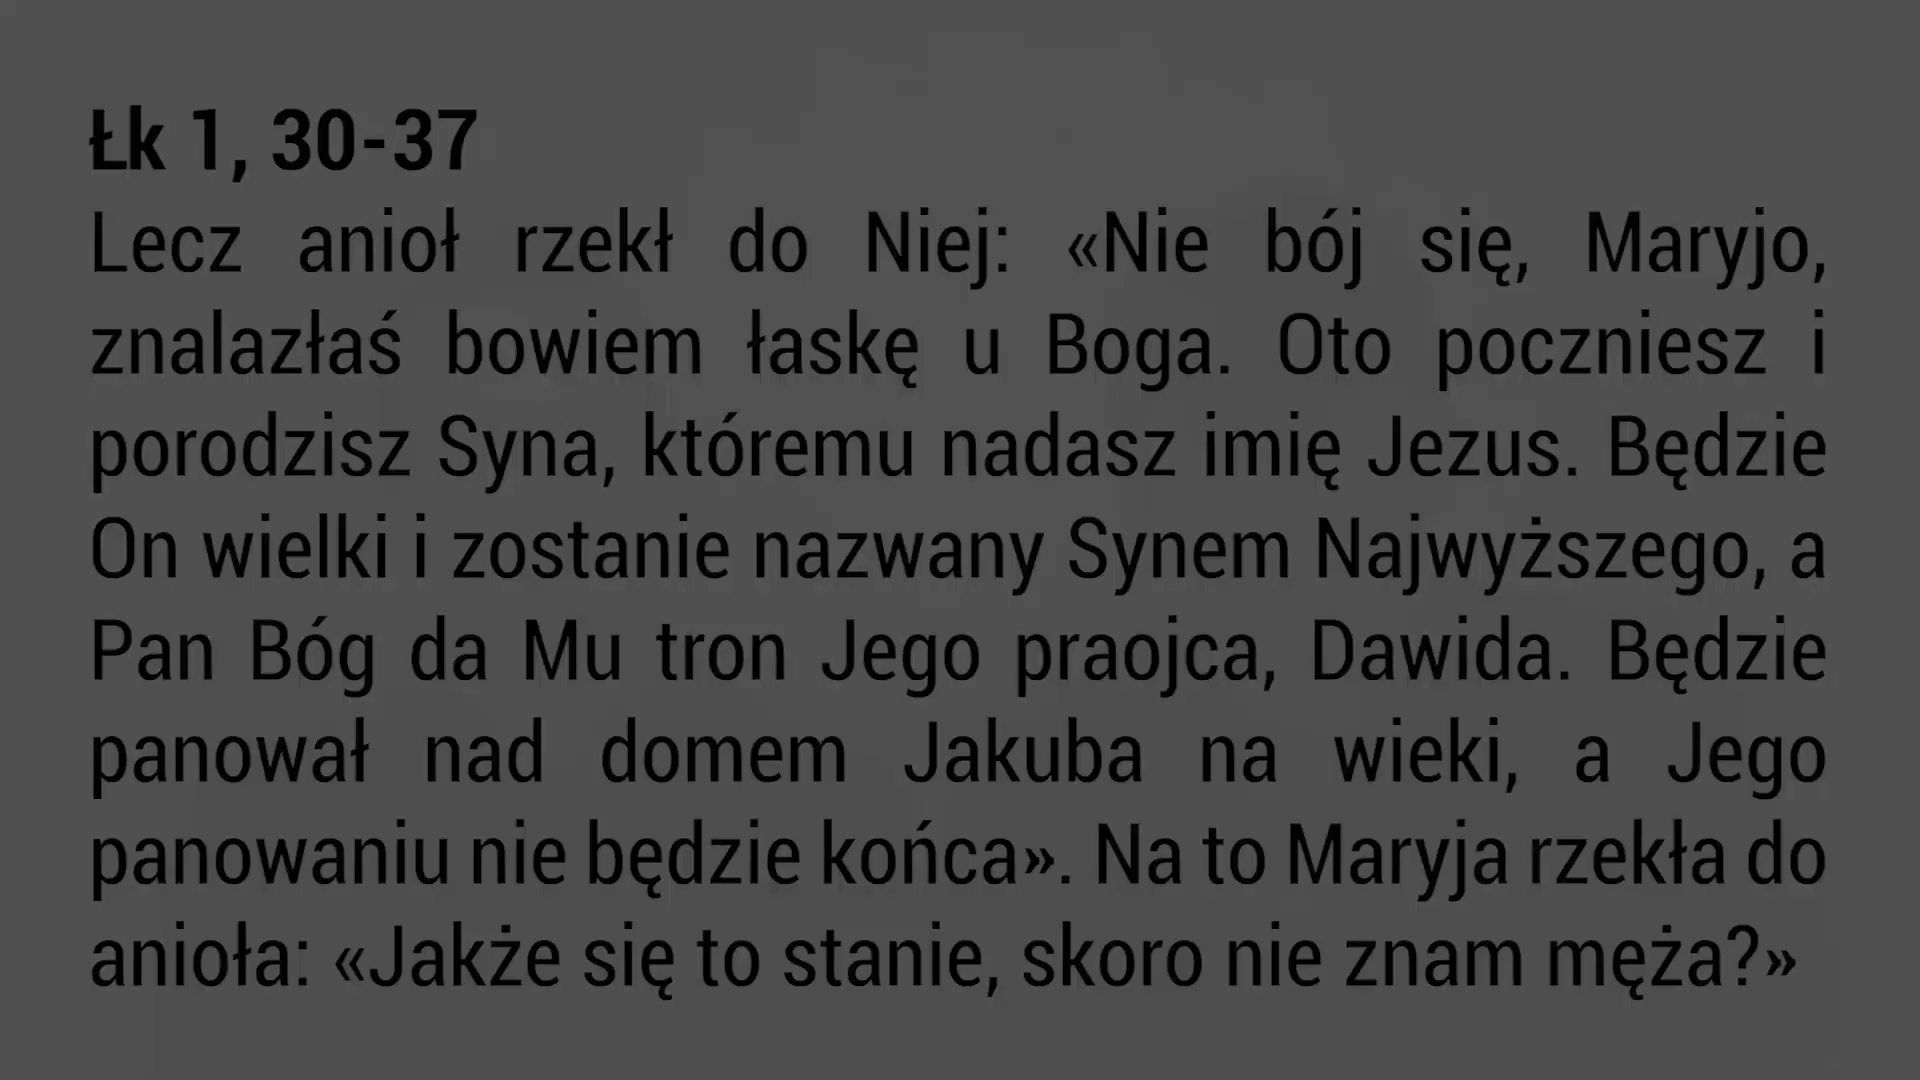 Łk 1, 30-37
Lecz anioł rzekł do Niej: «Nie bój się, Maryjo,
znalazłaś bowiem łaskę u Boga. Oto poczniesz i
porodzisz Syna, któremu nadasz imię Jezus. Będzie
On wielki i zostanie nazwany Synem Najwyższego, a
Pan Bóg da Mu tron Jego praojca, Dawida. Będzie
panował nad domem Jakuba na wieki, a Jego
panowaniu nie będzie końca». Na to Maryja rzekła do
anioła: «Jakże się to stanie, skoro nie znam męża?»